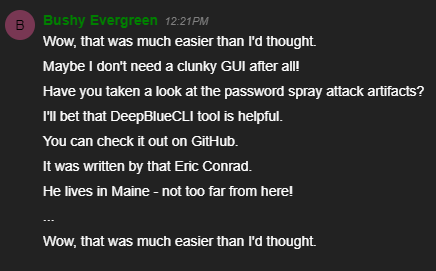 B
Bushy Evergreen 12:21PM
Wow, that was much easier than I'd thought.
Maybe I don't need a clunky GUI after all!
Have you taken a look at the password spray attack artifacts?
I'll bet that DeepBlueCLI tool is helpful.
You can check it out on GitHub.
It was written by that Eric Conrad.
He lives in Maine - not too far from here!
...
Wow, that was much easier than I'd thought.